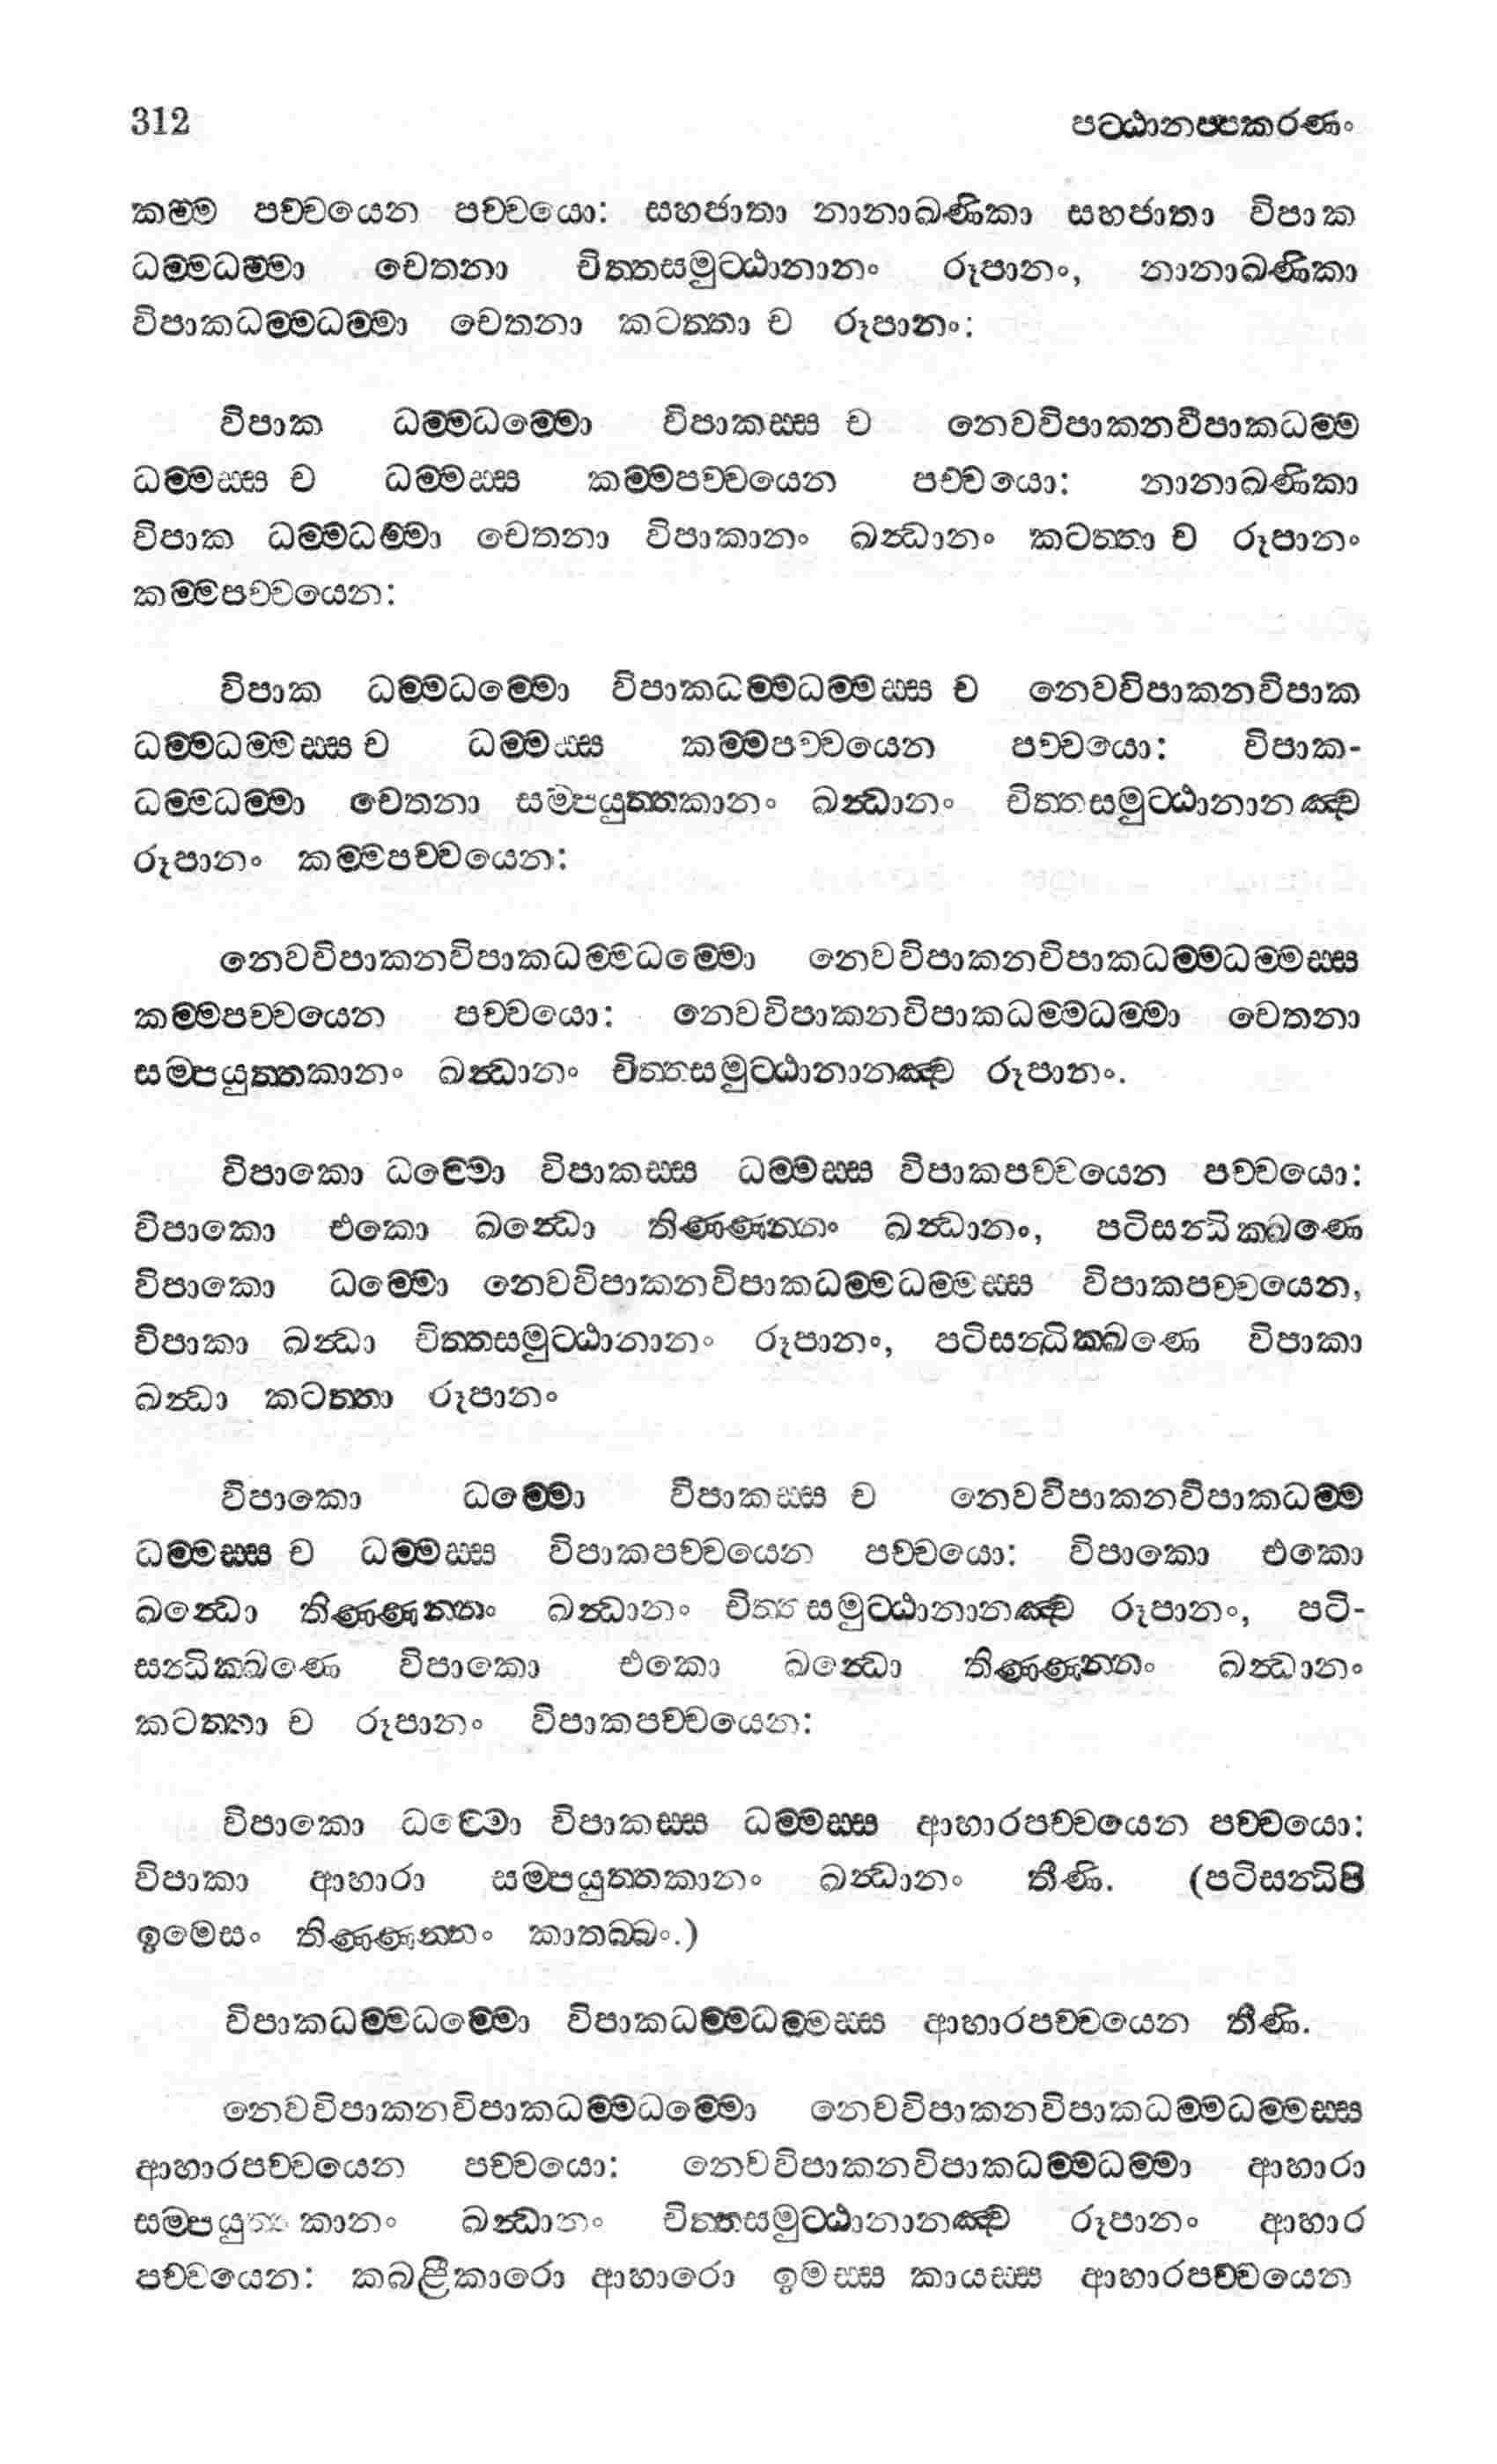 312 පට්ඨානප්පකරණං
කම්ම පච්චයෙන පච්චයො: සහජාතා නානාඛණිකා සහජාතා විපාක
ධම්මධම්මා චෙතනා චිත්තසමුට්ඨානානං රූපානං, නානාඛණිකා
විපාකධම්මධම්මා චෙතනා කටත්තා ච රූපානං:
විපාක ධම්මධම්මො විපාකස්ස ච නෙවවිපාකනවිපාකධම්ම
ධම්මස්ස ච ධම්මස්ස කම්මපච්චයෙන පච්චයො: නානාඛණිකා
විපාක ධම්මධම්මා චෙතනා විපාකානං ඛන්ධානං කටත්තා ච රූපානං
කම්මපච්චයෙන:
විපාක ධම්මධම්මො විපාකධම්මධම්මස්ස ච නෙවවිපාකනවිපාක
ධම්මධම්මස්ස ච ධම්මස්ස කම්මපච්චයෙන පච්චයො: විපාක-
ධම්මධම්මා චෙතනා සම්පයුත්තකානං ඛන්ධානං චිත්තසමුට්ඨානානඤ්ච
රූපානං කම්මපච්චයෙන:
නෙවවිපාකනවිපාකධම්මධම්මො නෙවවිපාකනවිපාකධම්මධම්මස්ස
කම්මපච්චයෙන පච්චයො: නෙවවිපාකනවිපාකධම්මධම්මා චෙතනා
සම්පයුත්තකානං ඛන්ධානං චිත්තසමුට්ඨානානඤ්ච රූපානං.
විපාකො ධම්මො විපාකස්ස ධම්මස්ස විපාකපච්චයෙන පච්චයො:
විපාකො එකො ඛන්ධො තිණ්ණන්නං ඛන්ධානං, පටිසන්ධික්ඛණෙ
විපාකො ධම්මො නෙවවිපාකනවිපාකධම්මධම්මස්ස විපාකපච්චයෙන,
විපාකා ඛන්ධා චිත්තසමුට්ඨානානං රූපානං, පටිසන්ධික්ඛණෙ විපාකා
ඛන්ධා කටත්තා රූපානං
විපාකො ධම්මො විපාකස්ස ච නෙවවිපාකනවිපාකධම්ම
ධම්මස්ස ච ධම්මස්ස විපාකපච්චයෙන පච්චයො: විපාකො එකො
ඛන්ධො තිණ්ණන්නං ඛන්ධානං චිත්තසමුට්ඨානානඤ්ච රූපානං, පටි-
සන්ධික්ඛණෙ විපාකො එකො ඛන්ධො තිණ්ණන්නං ඛන්ධානං
කටත්තා ච රූපානං විපාකපච්චයෙන:
විපාකො ධම්මො විපාකස්ස ධම්මස්ස ආහාරපච්චයෙන පච්චයො:
විපාකා ආහාරා සම්පයුත්තකානං ඛන්ධානං තීණි. (පටිසන්ධිපි
ඉමෙසං තිණ්ණන්නං කාතබ්බං.)
විපාකධම්මධම්මො විපාකධම්මධම්මස්ස ආහාරපච්චයෙන තීණි.
නෙවවිපාකනවිපාකධම්මධම්මො නෙවවිපාකනවිපාකධම්මධම්මස්ස
ආහාරපච්චයෙන පච්චයො: නෙවවිපාකනවිපාකධම්මධම්මා ආහාරා
සම්පයුත්තකානං ඛන්ධානං චිත්තසමුට්ඨානානඤ්ච රූපානං ආහාර
පච්චයෙන: කබළීකාරො ආහාරො ඉමස්ස කායස්ස ආහාරපච්චයෙන